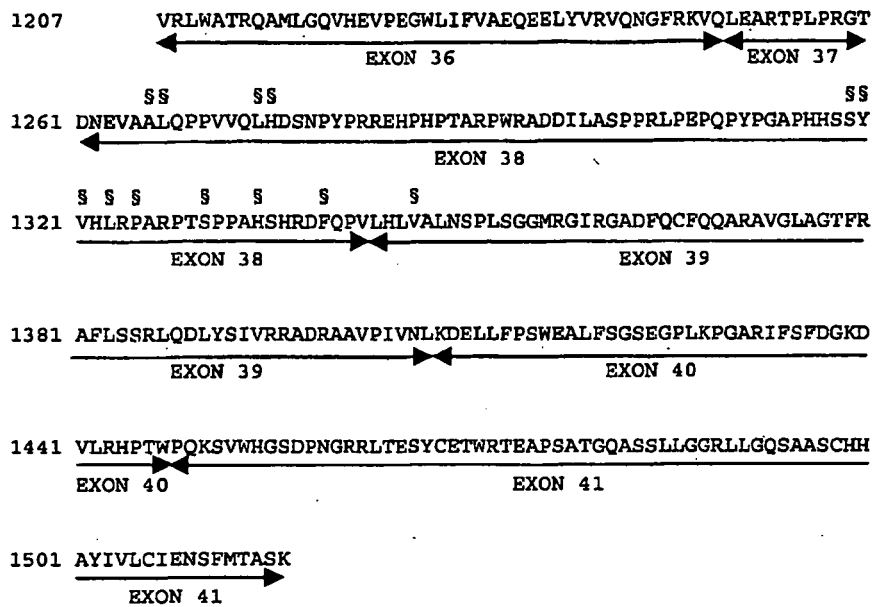 1207 VRLWATRQAMLGQVHEVPEGWLIFVAEQEELYVRVQNGFRKVQLEARTPLPRGT
EXON 36 EXON 37
§§ §§ §§
1261 DNEVAALQPPVVQLHDSNPYPRREHPHPTARPWRADDILASPPRLPEPQPYPGAPHHSSY
EXON 38
§ § § § § § §
1321 VHLRPARPTSPPAHSHRDFQPVLHLVALNSPLSGGMRGIRGADFQCFQQARAVGLAGTFR
EXON 38 EXON 39
1381 AFLSSRLQDLYSIVRRADRAAVPIVNLKDELLFPSWEALFSGSEGPLKPGARIFSFDGKD
EXON 39 EXON 40
1441 VLRHPTWPQKSVWHGSDPNGRRLTESYCETWRTEAPSATGQASSLLGGRLLGQSAASCHH
EXON 40 EXON 41
1501 AYIVLCIENSFMTASK
EXON 41